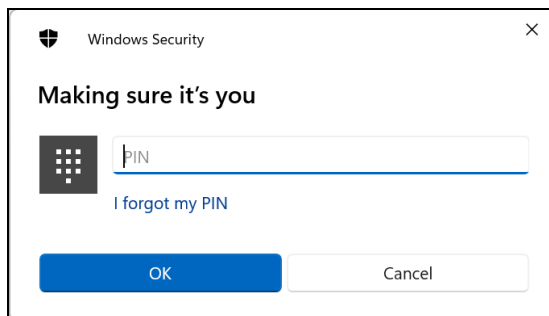 Windows Security
Making sure it's you
PIN
I forgot my PIN
OK
Cancel